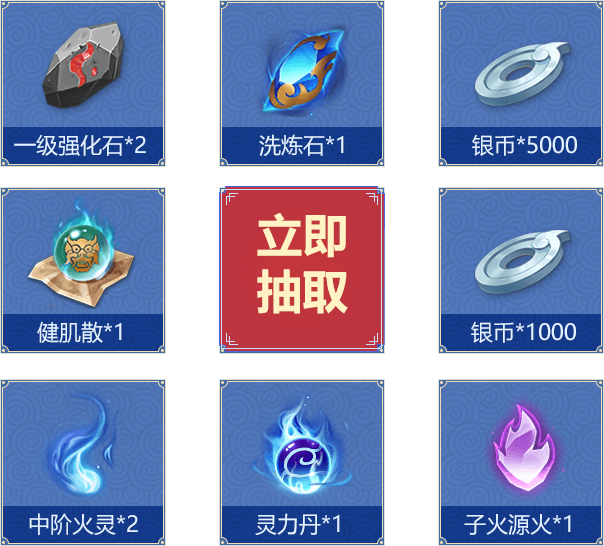 一级强化石*2
洗炼石*1
银币*5000
健肌散*1
立即
抽取
银币*1000
中阶火灵*2
灵力丹*1
子火源火*1